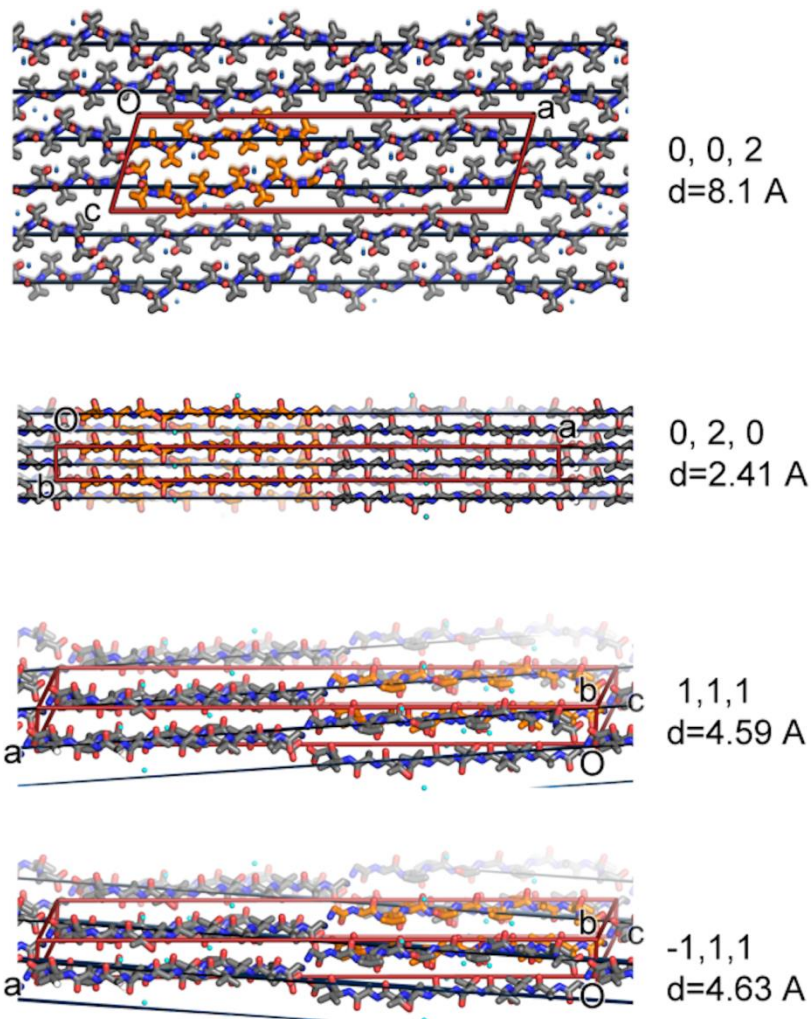 O
a
c
0, 0, 2
d=8.1 A
O
a
b
0, 2, 0
d=2.41 A
b
c
a
O
1,1,1
d=4.59 A
b
c
a
O
-1,1,1
d=4.63 A